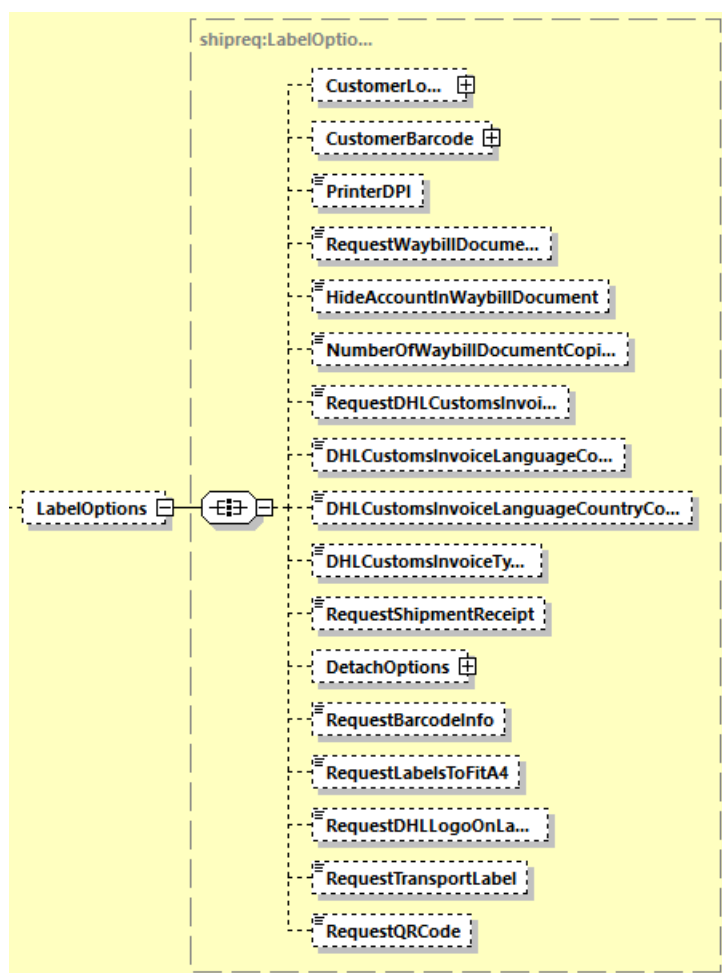 shipreq:LabelOptio...
CustomerLo...
CustomerBarcode
PrinterDPI
RequestWaybillDocume...
HideAccountInWaybillDocument
NumberOfWaybillDocumentCopi...
RequestDHLCustomsInvoi...
DHLCustomsInvoiceLanguageCo...
LabelOptions
DHLCustomsInvoiceLanguageCountryCo...
DHLCustomsInvoiceTy...
RequestShipmentReceipt
DetachOptions
RequestBarcodeInfo
RequestLabelsToFitA4
RequestDHLLogoOnLa...
RequestTransportLabel
RequestQRCode